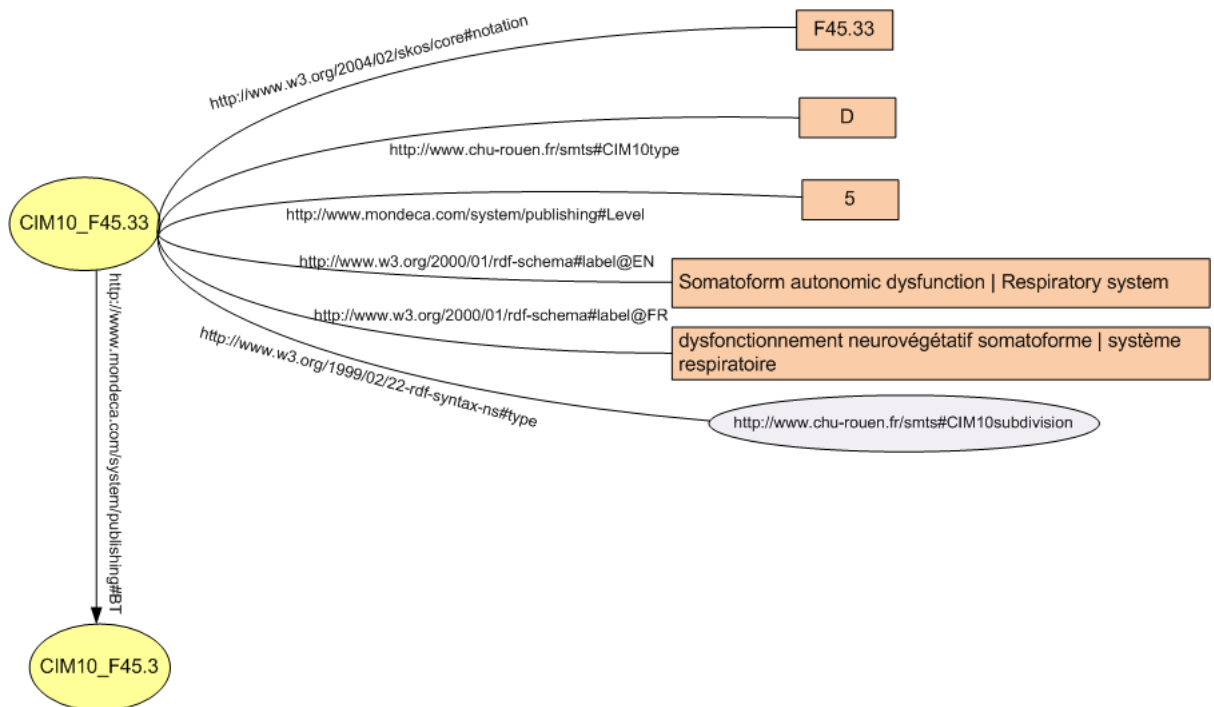 http://www.w3.org/2004/02/skos/core#notation
F45.33
http://www.chu-rouen.fr/smts#CIM10type
D
CIM10_F45.33
http://www.mondeca.com/system/publishing#Level
5
http://www.w3.org/2000/01/rdf-schema#label@EN
Somatoform autonomic dysfunction | Respiratory system
http://www.w3.org/2000/01/rdf-schema#label@FR
dysfonctionnement neurovégétatif somatoforme | système
respiratoire
http://www.w3.org/1999/02/22-rdf-syntax-ns#type
http://www.chu-rouen.fr/smts#CIM10subdivision
http://www.mondeca.com/system/publishing#BT
CIM10_F45.3